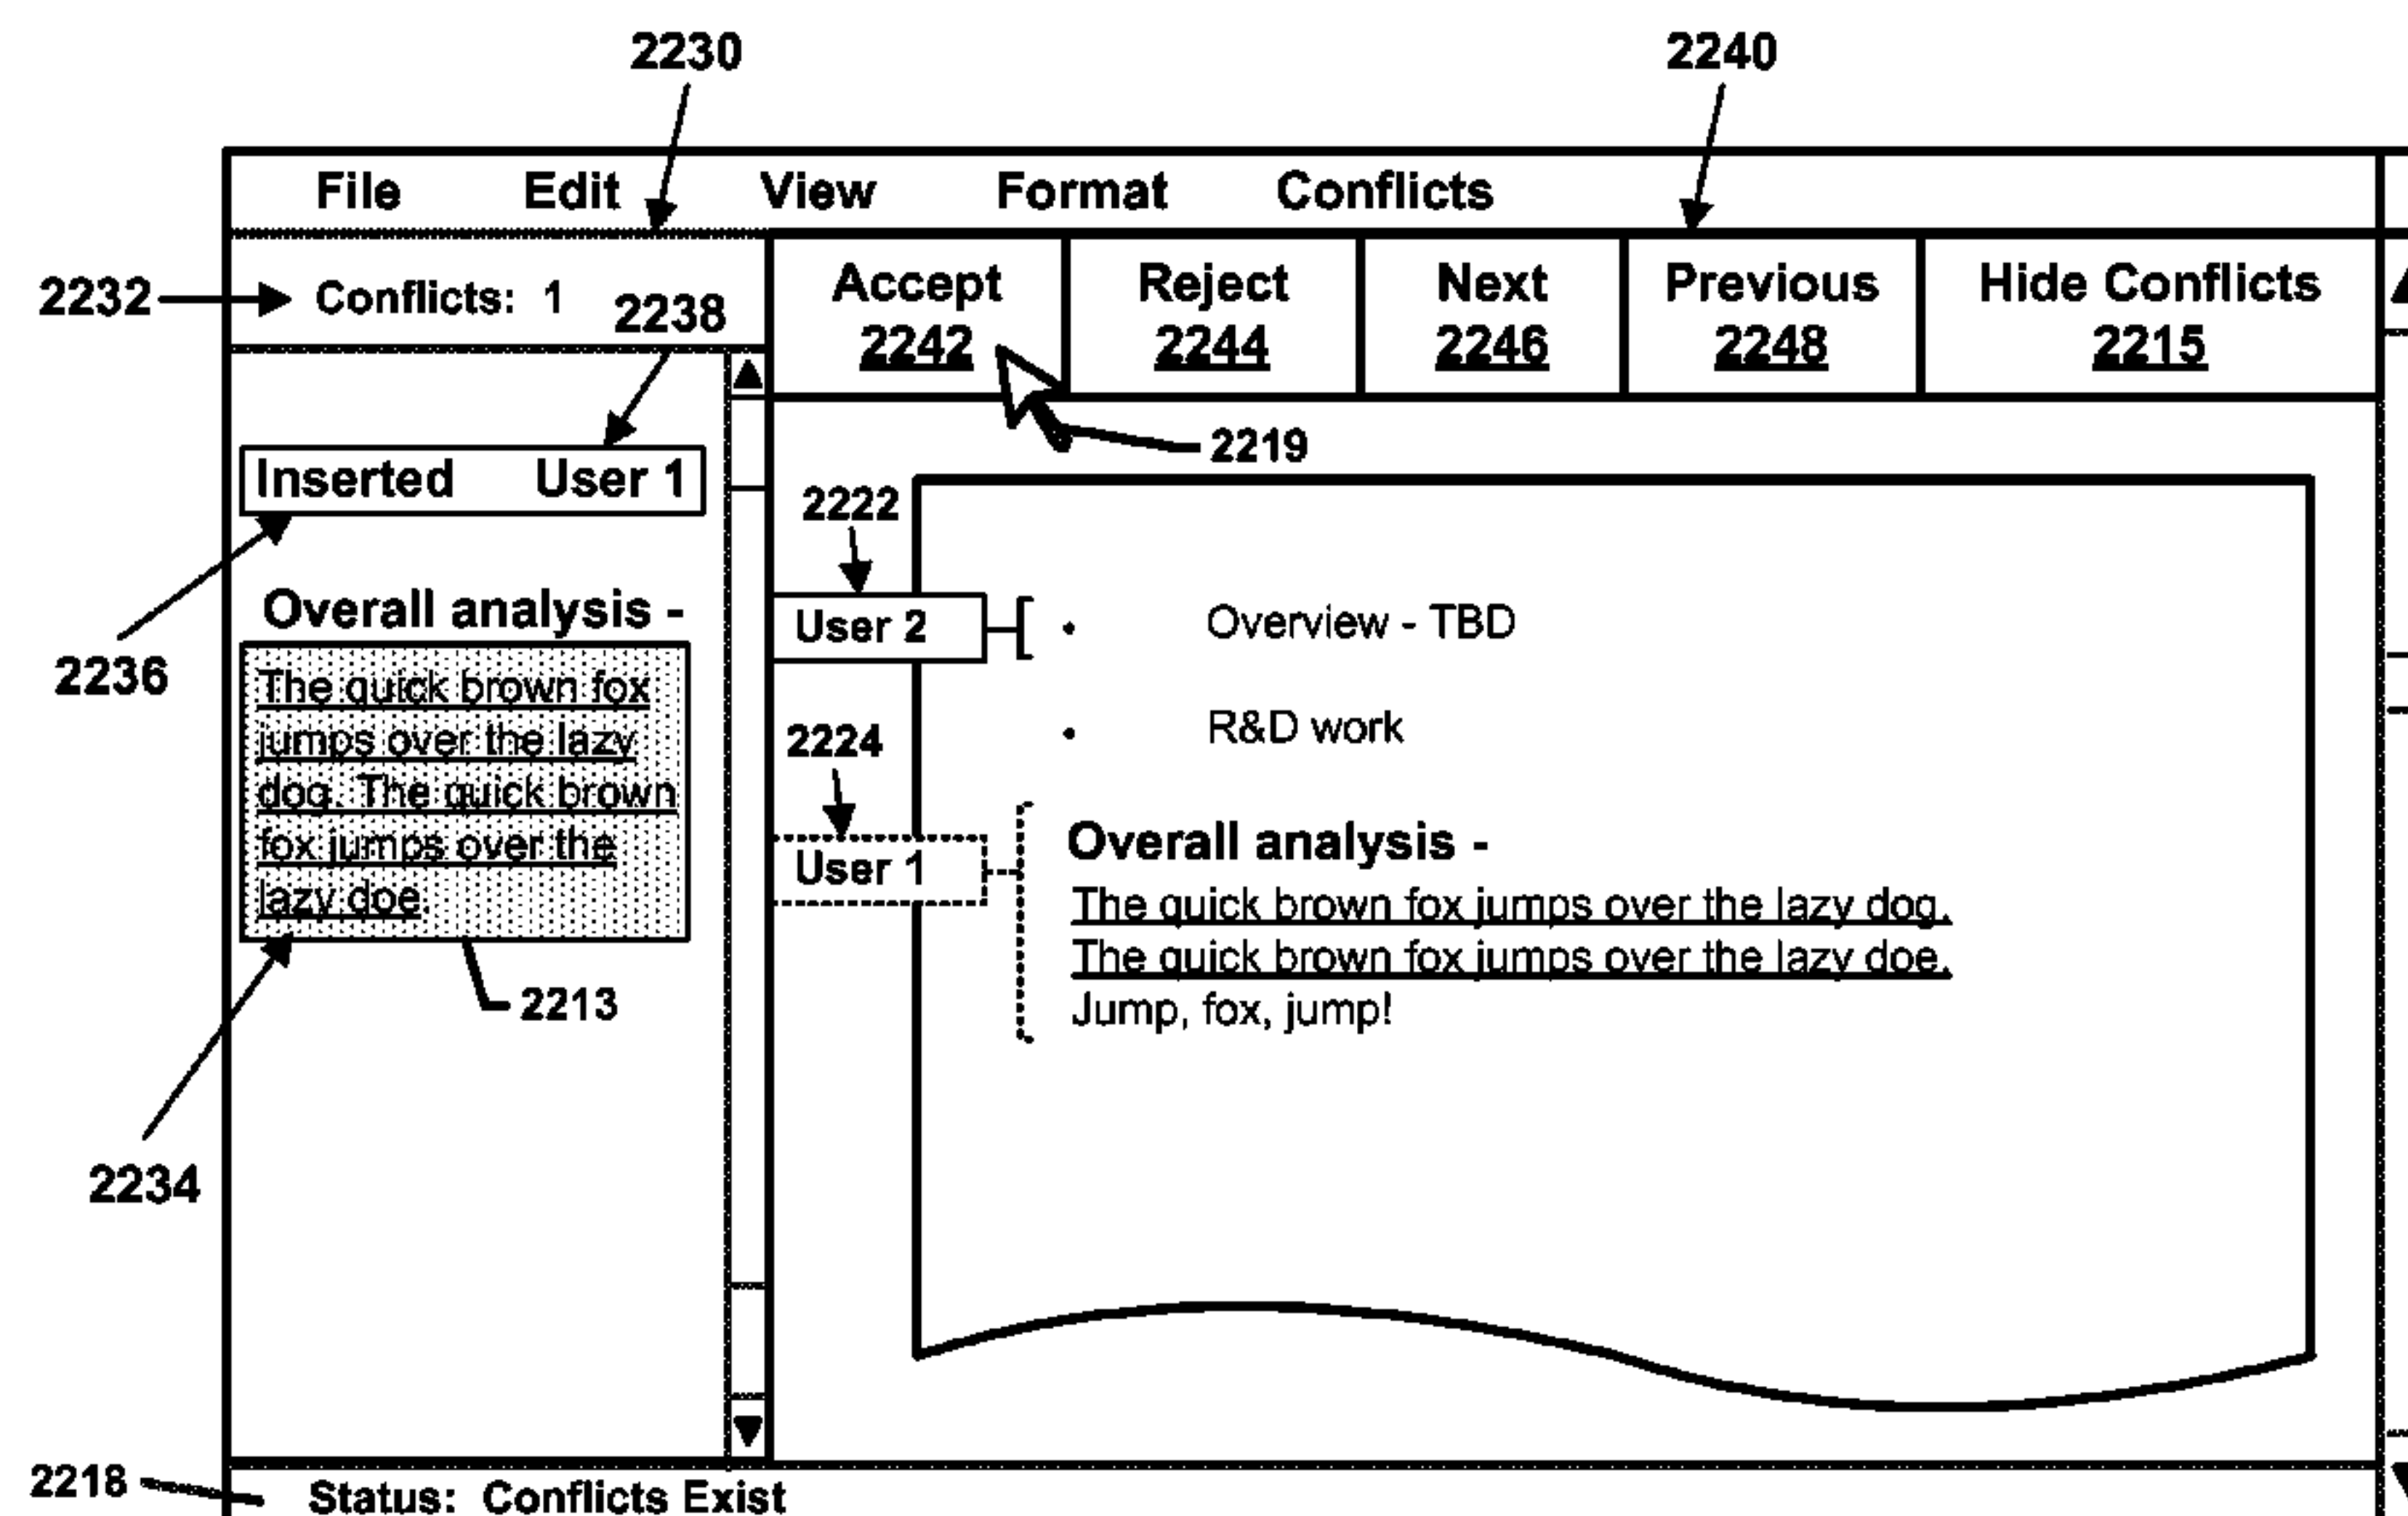 2230 2240
File Edit View Format Conflicts
2232 Conflicts: 1 2238
Accept Reject Next Previous Hide Conflicts
2242 2244 2246 2248 2215
2219
Inserted User 1
2236
Overall analysis -
The quick brown fox
jumps over the lazy
dog. The quick brown
fox jumps over the
lazy doe.
2213
2234
2222
User 2 • Overview - TBD
• R&D work
2224
User 1
Overall analysis -
The quick brown fox jumps over the lazy dog.
The quick brown fox jumps over the lazy doe.
Jump, fox, jump!
2218 Status: Conflicts Exist